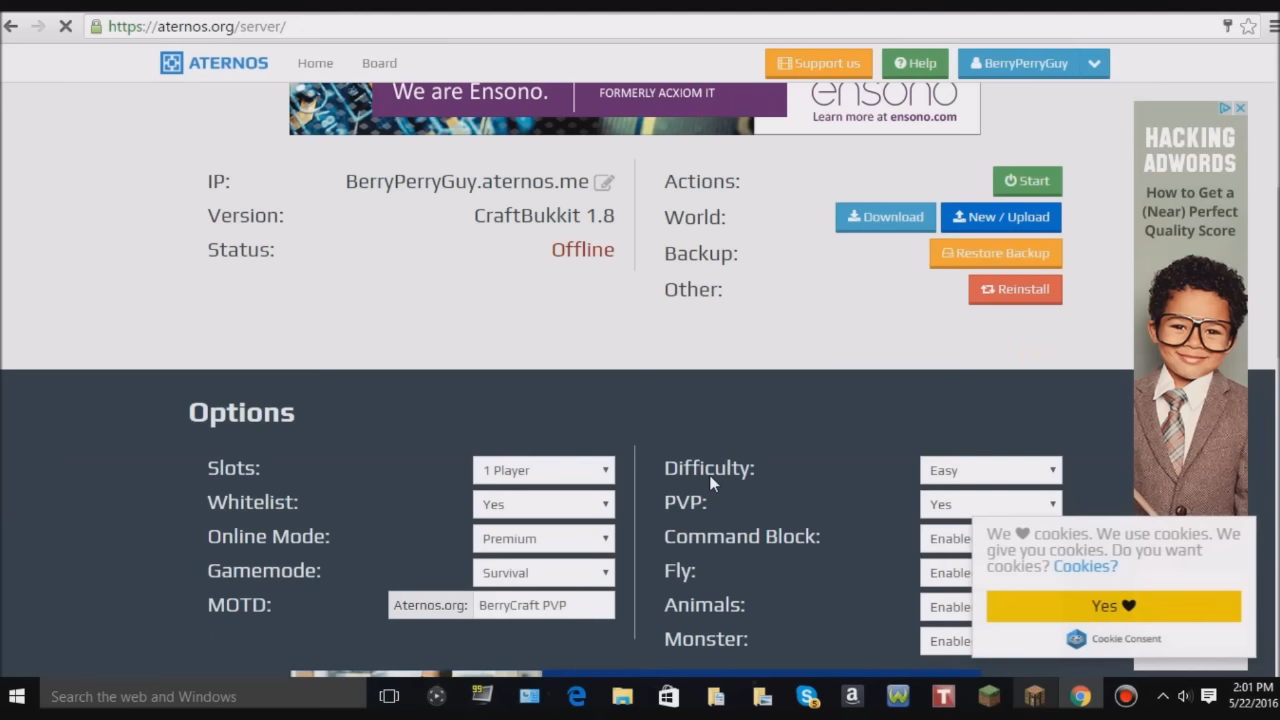 https://aternos.org/server/
ATERNOS
Home
Board
Support us
Help
BerryPerryGuy
We are Ensono.
FORMERLY ACXIOM IT
ensono
Learn more at ensono.com
IP:
BerryPerryGuy.aternos.me
Version:
CraftBukkit 1.8
Status:
Offline
Actions:
Start
World:
Download
New / Upload
Backup:
Restore Backup
Other:
Reinstall
HACKING
ADWORDS
How to Get a
(Near) Perfect
Quality Score
Options
Slots:
1 Player
Whitelist:
Yes
Online Mode:
Premium
Gamemode:
Survival
MOTD:
Aternos.org:
BerryCraft PVP
Difficulty:
Easy
PVP:
Yes
Command Block:
Enable
Fly:
Enable
Animals:
Enable
Monster:
Enable
We ♥ cookies. We use cookies. We
give you cookies. Do you want
cookies? Cookies?
Yes ♥
Cookie Consent
Search the web and Windows
99
5
a
W
T
2:01 PM
5/22/2016